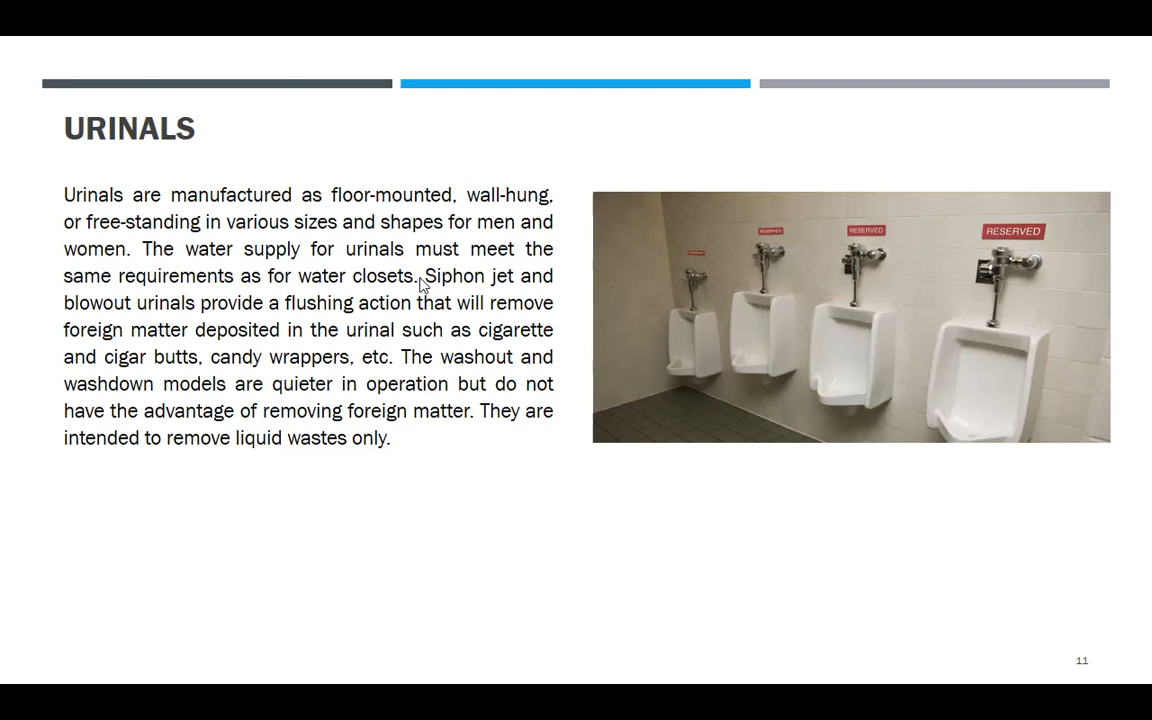 URINALS
Urinals are manufactured as floor-mounted, wall-hung,
or free-standing in various sizes and shapes for men and
women. The water supply for urinals must meet the
same requirements as for water closets. Siphon jet and
blowout urinals provide a flushing action that will remove
foreign matter deposited in the urinal such as cigarette
and cigar butts, candy wrappers, etc. The washout and
washdown models are quieter in operation but do not
have the advantage of removing foreign matter. They are
intended to remove liquid wastes only.
RESERVED
RESERVED
RESERVED
RESERVED
11